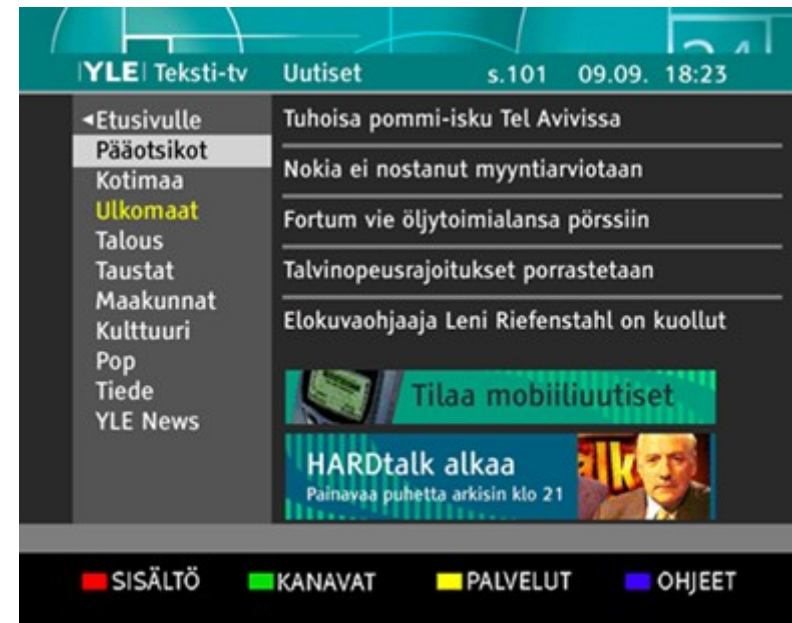 YLE Teksti-tv Uutiset s.101 09.09. 18:23
◄Etusivulle
Pääotsikot
Kotimaa
Ulkomaat
Talous
Taustat
Maakunnat
Kulttuuri
Pop
Tiede
YLE News
Tuhoisa pommi-isku Tel Avivissa
Nokia ei nostanut myyntiarviotaan
Fortum vie öljytoimialansa pörssiin
Talvinopeusrajoitukset porrastetaan
Elokuvaohjaaja Leni Riefenstahl on kuollut
Tilaa mobiiliuutiset
HARDtalk alkaa
Painavaa puhetta arkisin klo 21
SISÄLTÖ KANAVAT PALVELUT OHJEET